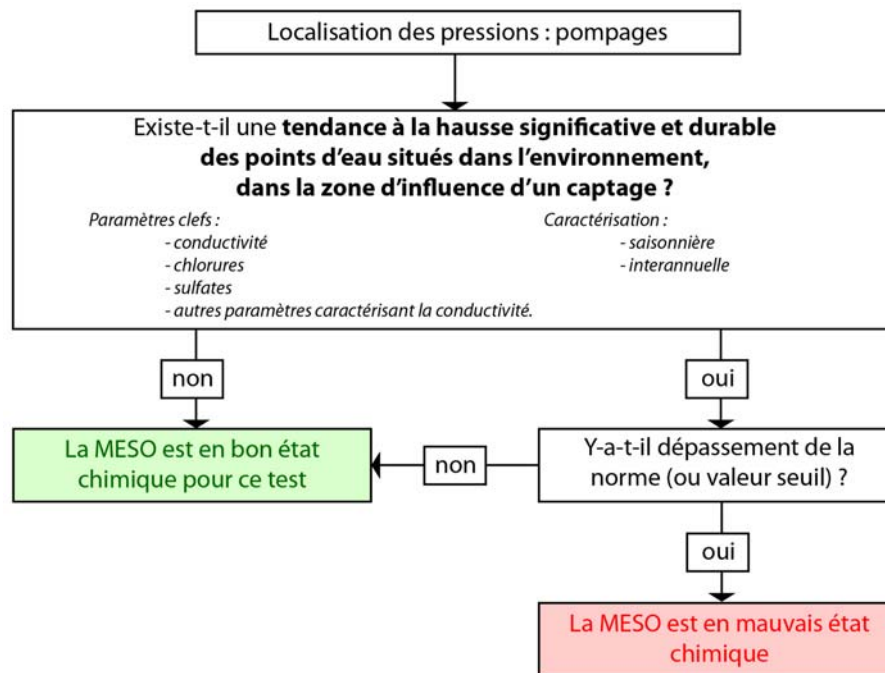 Localisation des pressions : pompages
Existe-t-il une tendance à la hausse significative et durable
des points d'eau situés dans l'environnement,
dans la zone d'influence d'un captage ?
Paramètres clefs :
- conductivité
- chlorures
- sulfates
- autres paramètres caractérisant la conductivité.
Caractérisation :
- saisonnière
- interannuelle
non
oui
La MESO est en bon état
chimique pour ce test
non
Y-a-t-il dépassement de la
norme (ou valeur seuil) ?
oui
La MESO est en mauvais état
chimique